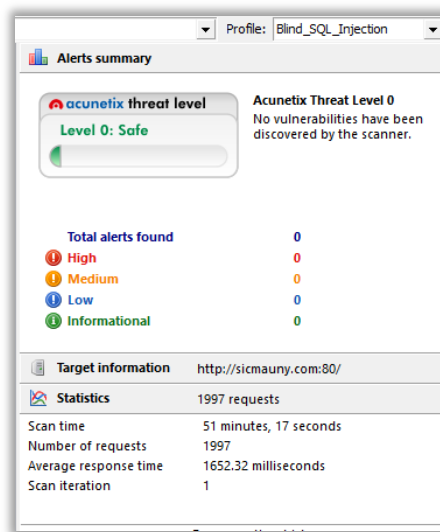 Profile: Blind_SQL_Injection
Alerts summary
acunetix threat level
Level 0: Safe
Acunetix Threat Level 0
No vulnerabilities have been
discovered by the scanner.
Total alerts found 0
High 0
Medium 0
Low 0
Informational 0
Target information http://sicmauny.com:80/
Statistics 1997 requests
Scan time 51 minutes, 17 seconds
Number of requests 1997
Average response time 1652.32 milliseconds
Scan iteration 1